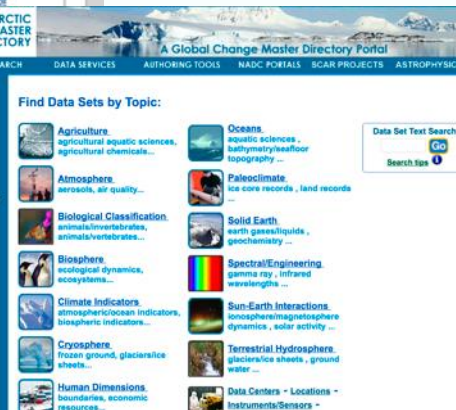 RCTIC
ASTER
CTORY
A Global Change Master Directory Portal
ARCH DATA SERVICES AUTHORING TOOLS NADC PORTALS SCAR PROJECTS ASTROPHYSIC
Find Data Sets by Topic:
Agriculture
agricultural aquatic sciences,
agricultural chemicals...
Atmosphere
aerosols, air quality...
Biological Classification
animals/invertebrates,
animals/vertebrates...
Biosphere
ecological dynamics,
ecosystems...
Climate Indicators
atmospheric/ocean indicators,
biospheric indicators...
Cryosphere
frozen ground, glaciers/ice
sheets...
Human Dimensions
boundaries, economic
resources...
Oceans
aquatic sciences ,
bathymetry/seafloor
topography ...
Paleoclimate
ice core records , land records
...
Solid Earth
earth gases/liquids ,
geochemistry ...
Spectral/Engineering
gamma ray , infrared
wavelengths ...
Sun-Earth Interactions
ionosphere/magnetosphere
dynamics , solar activity ...
Terrestrial Hydrosphere
glaciers/ice sheets , ground
water ...
Data Centers - Locations -
Instruments/Sensors -
Data Set Text Search
Go
Search tips